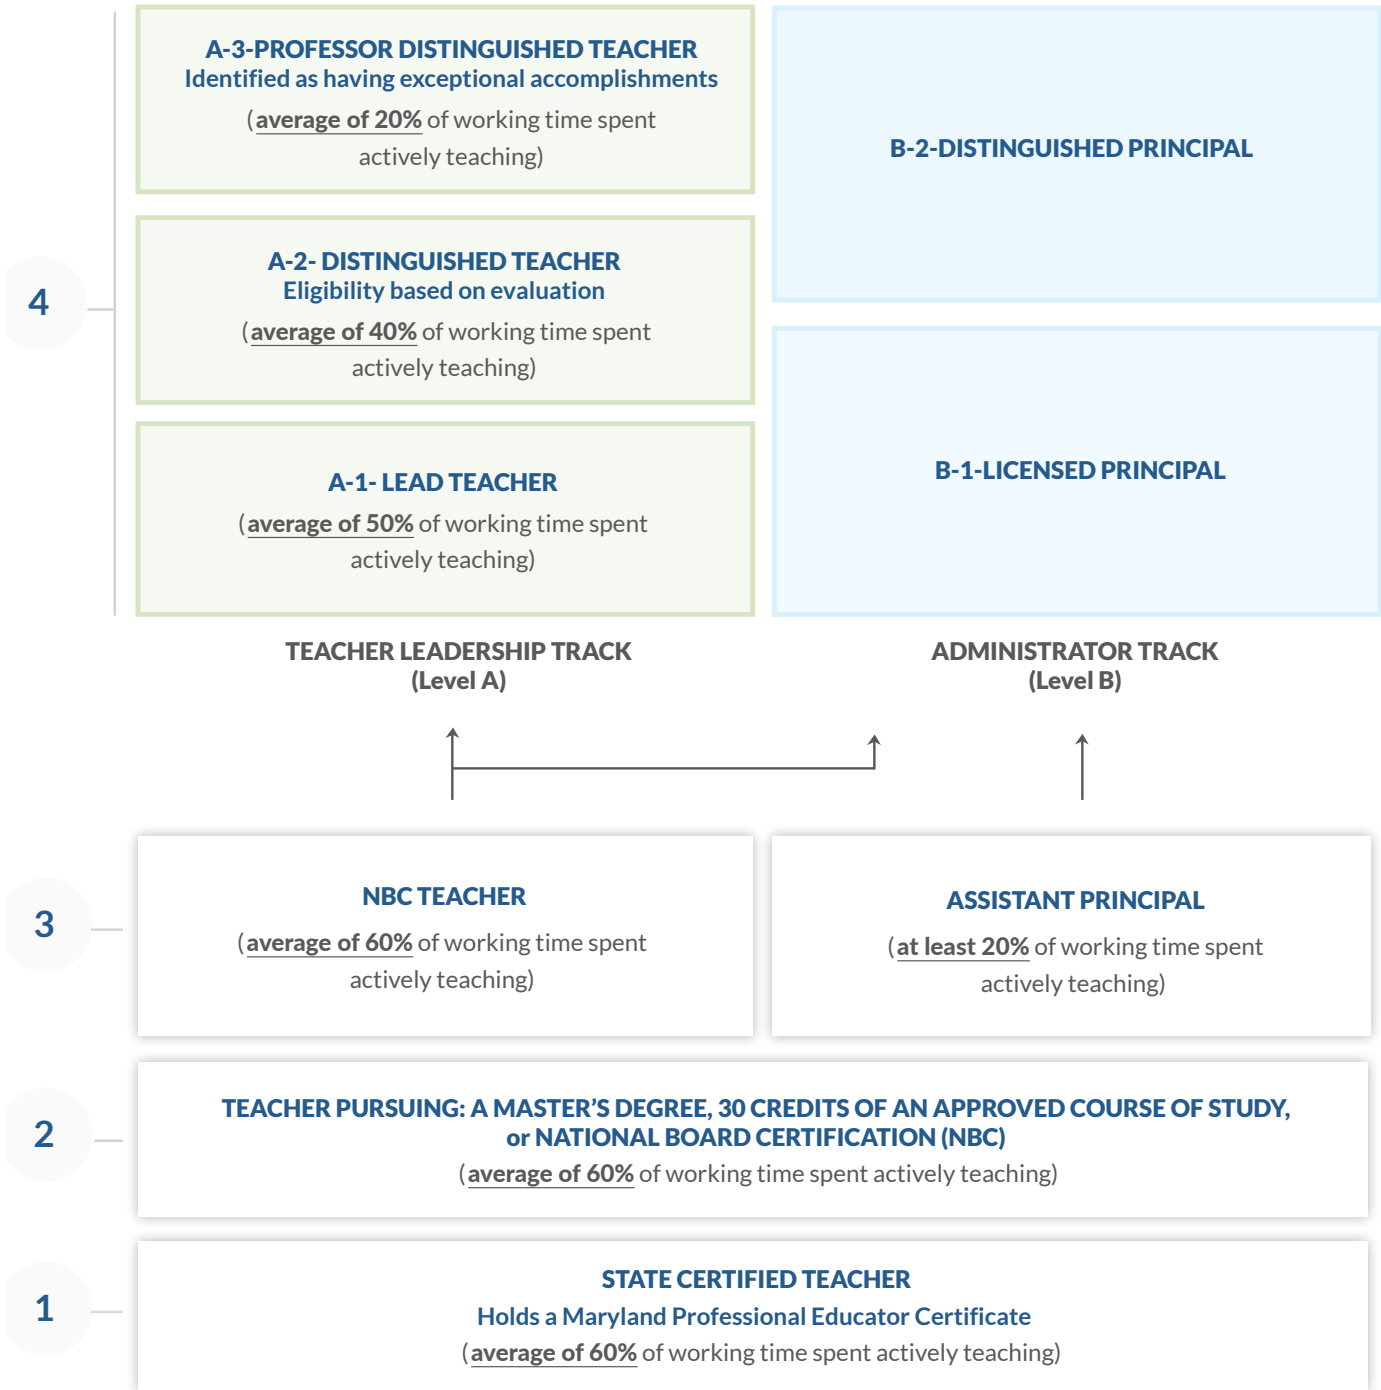 A-3-PROFESSOR DISTINGUISHED TEACHER
Identified as having exceptional accomplishments
(average of 20% of working time spent
actively teaching)
B-2-DISTINGUISHED PRINCIPAL
4
A-2- DISTINGUISHED TEACHER
Eligibility based on evaluation
(average of 40% of working time spent
actively teaching)
A-1- LEAD TEACHER
(average of 50% of working time spent
actively teaching)
B-1-LICENSED PRINCIPAL
TEACHER LEADERSHIP TRACK
(Level A)
ADMINISTRATOR TRACK
(Level B)
3
NBC TEACHER
(average of 60% of working time spent
actively teaching)
ASSISTANT PRINCIPAL
(at least 20% of working time spent
actively teaching)
2
TEACHER PURSUING: A MASTER’S DEGREE, 30 CREDITS OF AN APPROVED COURSE OF STUDY,
or NATIONAL BOARD CERTIFICATION (NBC)
(average of 60% of working time spent actively teaching)
1
STATE CERTIFIED TEACHER
Holds a Maryland Professional Educator Certificate
(average of 60% of working time spent actively teaching)